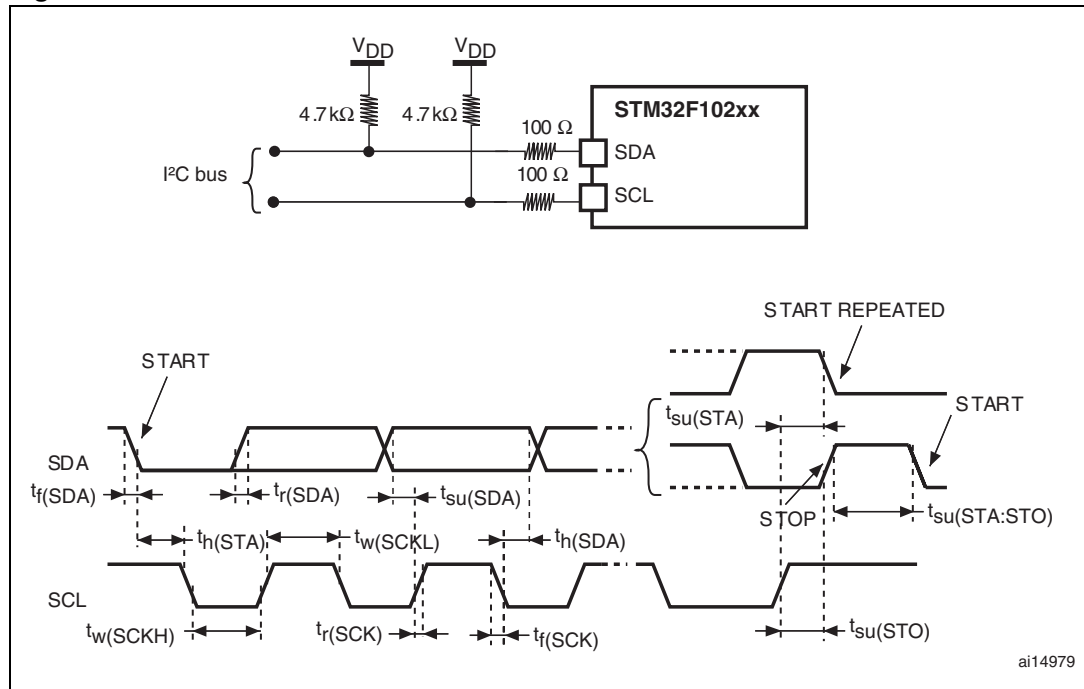 VDD VDD
4.7kΩ 4.7kΩ
STM32F102xx
100 Ω
SDA
I²C bus
100 Ω
SCL
START REPEATED
START
START
tsu(STA)
SDA
tf(SDA)
tr(SDA)
tsu(SDA)
STOP
tsu(STA:STO)
th(STA)
tw(SCKL)
th(SDA)
SCL
tw(SCKH)
tr(SCK)
tf(SCK)
tsu(STO)
ai14979